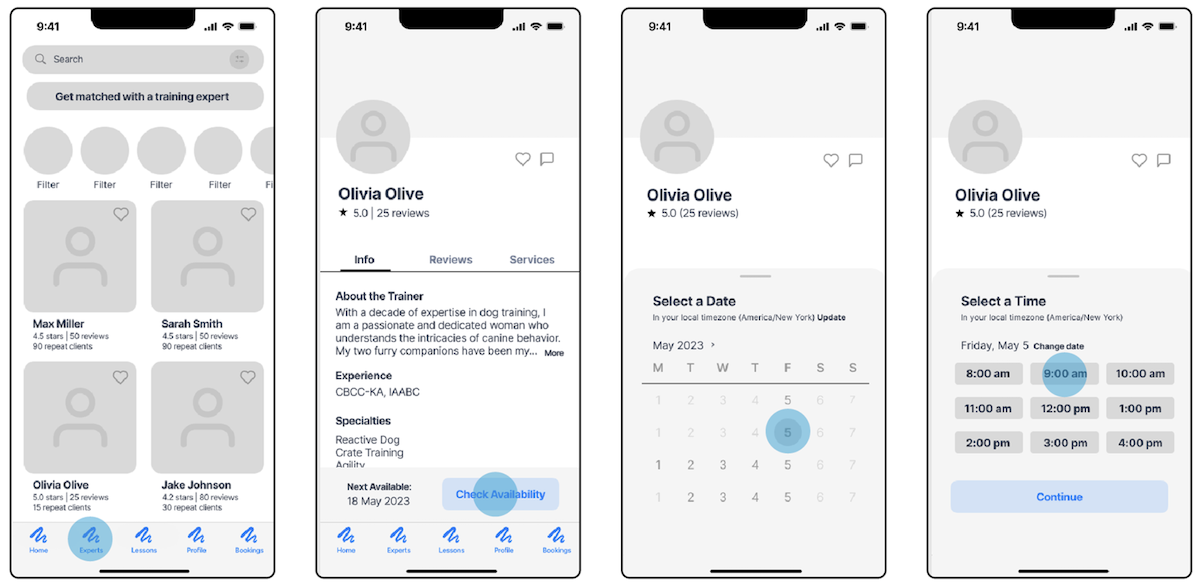 9:41
Search
Get matched with a training expert
Filter Filter Filter Filter Fi
Max Miller
4.5 stars | 50 reviews
90 repeat clients
Sarah Smith
4.5 stars | 50 reviews
90 repeat clients
Olivia Olive
5.0 stars | 25 reviews
15 repeat clients
Jake Johnson
4.2 stars | 80 reviews
30 repeat clients
Home Experts Lessons Profile Bookings
9:41
Olivia Olive
★ 5.0 | 25 reviews
Info Reviews Services
About the Trainer
With a decade of expertise in dog training, I
am a passionate and dedicated woman who
understands the intricacies of canine behavior.
My two furry companions have been my... More
Experience
CBCC-KA, IAABC
Specialties
Reactive Dog
Crate Training
Agility
Next Available:
18 May 2023
Check Availability
Home Experts Lessons Profile Bookings
9:41
Olivia Olive
★ 5.0 (25 reviews)
Select a Date
In your local timezone (America/New York) Update
May 2023 >
M T W T F S S
1 2 3 4 5 6 7
1 2 3 4 5 6 7
1 2 3 4 5 6 7
1 2 3 4 5 6 7
9:41
Olivia Olive
★ 5.0 (25 reviews)
Select a Time
In your local timezone (America/New York)
Friday, May 5 Change date
8:00 am 9:00 am 10:00 am
11:00 am 12:00 pm 1:00 pm
2:00 pm 3:00 pm 4:00 pm
Continue